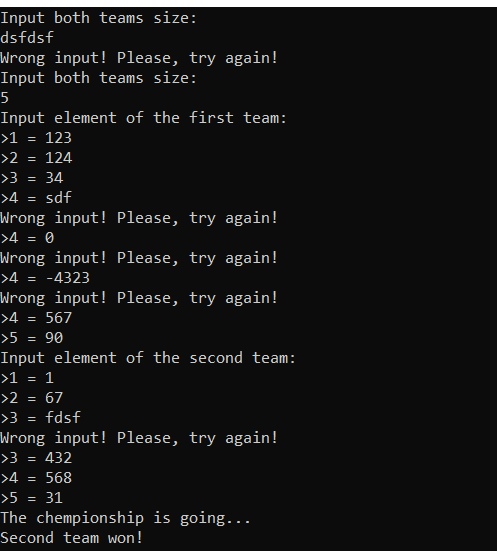 Input both teams size:
dsfdsf
Wrong input! Please, try again!
Input both teams size:
5
Input element of the first team:
>1 = 123
>2 = 124
>3 = 34
>4 = sdf
Wrong input! Please, try again!
>4 = 0
Wrong input! Please, try again!
>4 = -4323
Wrong input! Please, try again!
>4 = 567
>5 = 90
Input element of the second team:
>1 = 1
>2 = 67
>3 = fdsf
Wrong input! Please, try again!
>3 = 432
>4 = 568
>5 = 31
The chempionship is going...
Second team won!